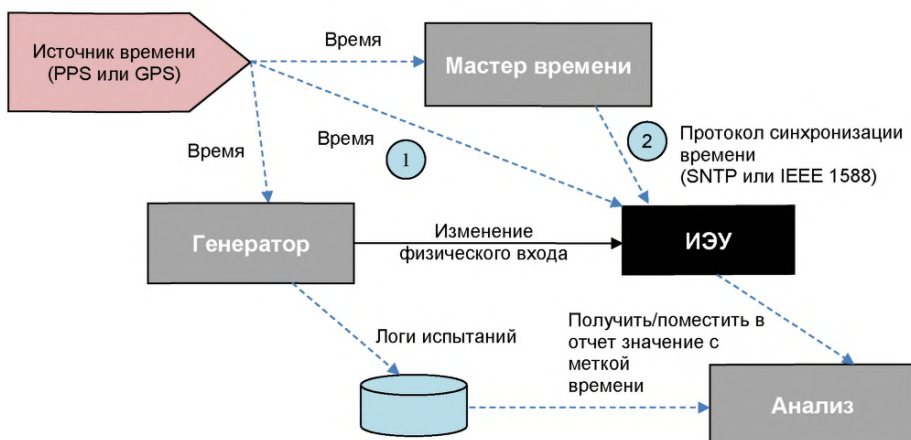 Источник времени
(PPS или GPS)
Время
Мастер времени
Время
Время
1
2
Протокол синхронизации
времени
(SNTP или IEEE 1588)
Генератор
Изменение
физического входа
ИЭУ
Логи испытаний
Получить/поместить в
отчет значение с
меткой
времени
Анализ